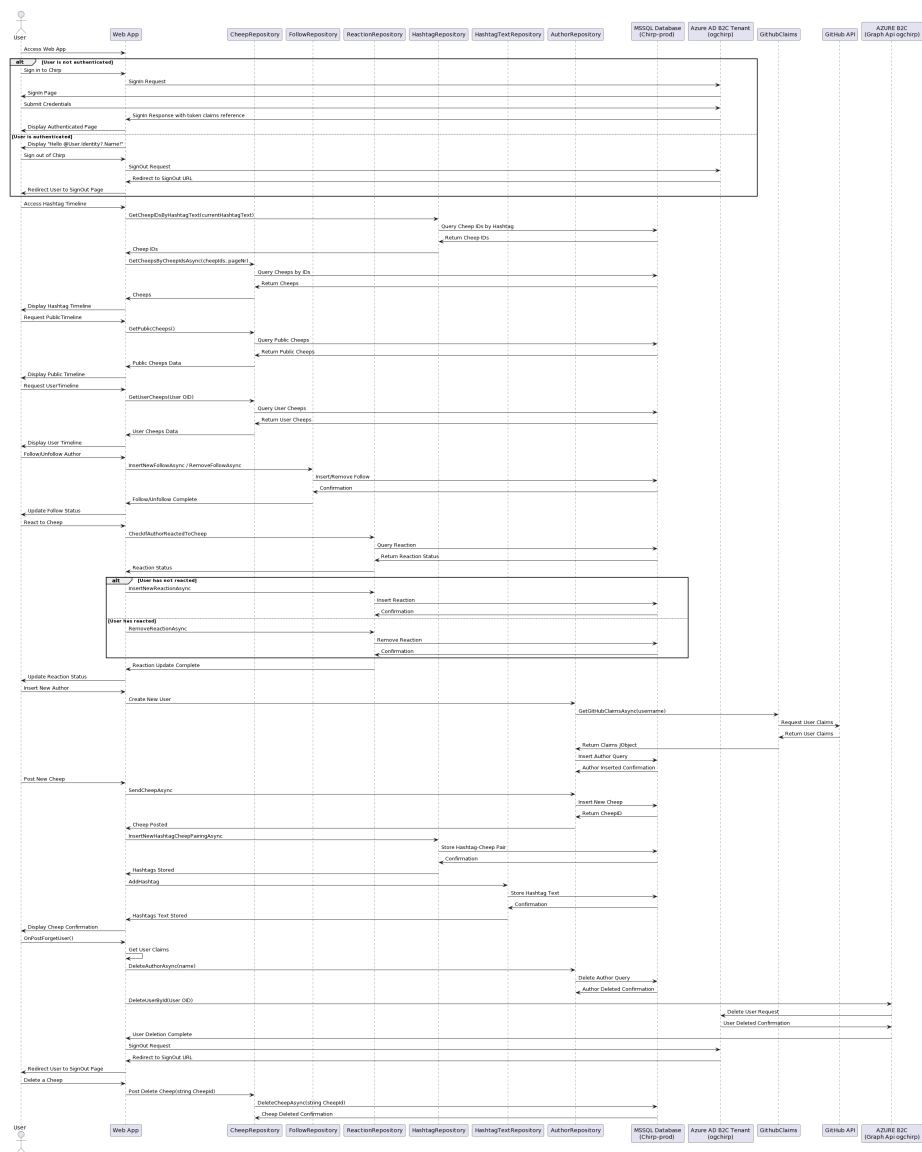 User
Web App
CheepRepository
FollowRepository
ReactionRepository
HashtagRepository
HashtagTextRepository
AuthorRepository
MSSQL Database
(Chirp-prod)
Azure AD B2C Tenant
(ogchirp)
GithubClaims
GitHub API
AZURE B2C
(Graph Api ogchirp)
Access Web App
alt [User is not authenticated]
Sign in to Chirp
SignIn Request
SignIn Page
Submit Credentials
SignIn Response with token claims reference
Display Authenticated Page
[User is authenticated]
Display "Hello @User.Identity?.Name!"
Sign out of Chirp
SignOut Request
Redirect to SignOut URL
Redirect User to SignOut Page
Access Hashtag Timeline
GetCheepIDsByHashtagText(currentHashtagText)
Query Cheep IDs by Hashtag
Return Cheep IDs
Cheep IDs
GetCheepsByCheepIdsAsync(cheepIds, pageNr)
Query Cheeps by IDs
Return Cheeps
Cheeps
Display Hashtag Timeline
Request PublicTimeline
GetPublicCheeps()
Query Public Cheeps
Return Public Cheeps
Public Cheeps Data
Display Public Timeline
Request UserTimeline
GetUserCheeps(User OID)
Query User Cheeps
Return User Cheeps
User Cheeps Data
Display User Timeline
Follow/Unfollow Author
InsertNewFollowAsync / RemoveFollowAsync
Insert/Remove Follow
Confirmation
Follow/Unfollow Complete
Update Follow Status
React to Cheep
CheckIfAuthorReactedToCheep
Query Reaction
Return Reaction Status
Reaction Status
alt [User has not reacted]
InsertNewReactionAsync
Insert Reaction
Confirmation
[User has reacted]
RemoveReactionAsync
Remove Reaction
Confirmation
Reaction Update Complete
Update Reaction Status
Insert New Author
Create New User
GetGitHubClaimsAsync(username)
Request User Claims
Return User Claims
Return Claims JObject
Insert Author Query
Author Inserted Confirmation
Post New Cheep
SendCheepAsync
Insert New Cheep
Return CheepID
Cheep Posted
InsertNewHashtagCheepPairingAsync
Store Hashtag-Cheep Pair
Confirmation
Hashtags Stored
AddHashtag
Store Hashtag Text
Confirmation
Hashtags Text Stored
Display Cheep Confirmation
OnPostForgetUser()
Get User Claims
DeleteAuthorAsync(name)
Delete Author Query
Author Deleted Confirmation
DeleteUserById(User OID)
Delete User Request
User Deleted Confirmation
User Deletion Complete
SignOut Request
Redirect to SignOut URL
Redirect User to SignOut Page
Delete a Cheep
Post Delete Cheep(string CheepId)
DeleteCheepAsync(string CheepId)
Cheep Deleted Confirmation
User
Web App
CheepRepository
FollowRepository
ReactionRepository
HashtagRepository
HashtagTextRepository
AuthorRepository
MSSQL Database
(Chirp-prod)
Azure AD B2C Tenant
(ogchirp)
GithubClaims
GitHub API
AZURE B2C
(Graph Api ogchirp)